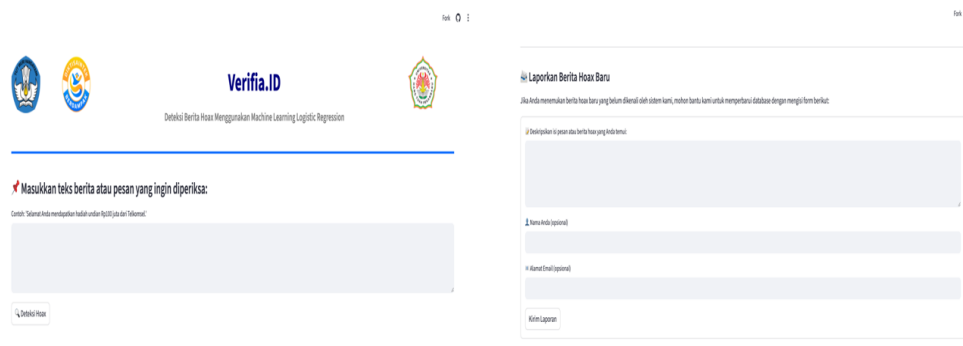 Fork
Verifia.ID
Deteksi Berita Hoax Menggunakan Machine Learning Logistic Regression
Masukkan teks berita atau pesan yang ingin diperiksa:
Contoh: 'Selamat Anda mendapatkan hadiah undian Rp100 juta dari Telkomsel.'
Deteksi Hoax
Fork
Laporkan Berita Hoax Baru
Jika Anda menemukan berita hoax baru yang belum dikenali oleh sistem kami, mohon bantu kami untuk memperbarui database dengan mengisi form berikut:
Deskripsikan isi pesan atau berita hoax yang Anda temui:
Nama Anda (opsional)
Alamat Email (opsional)
Kirim Laporan